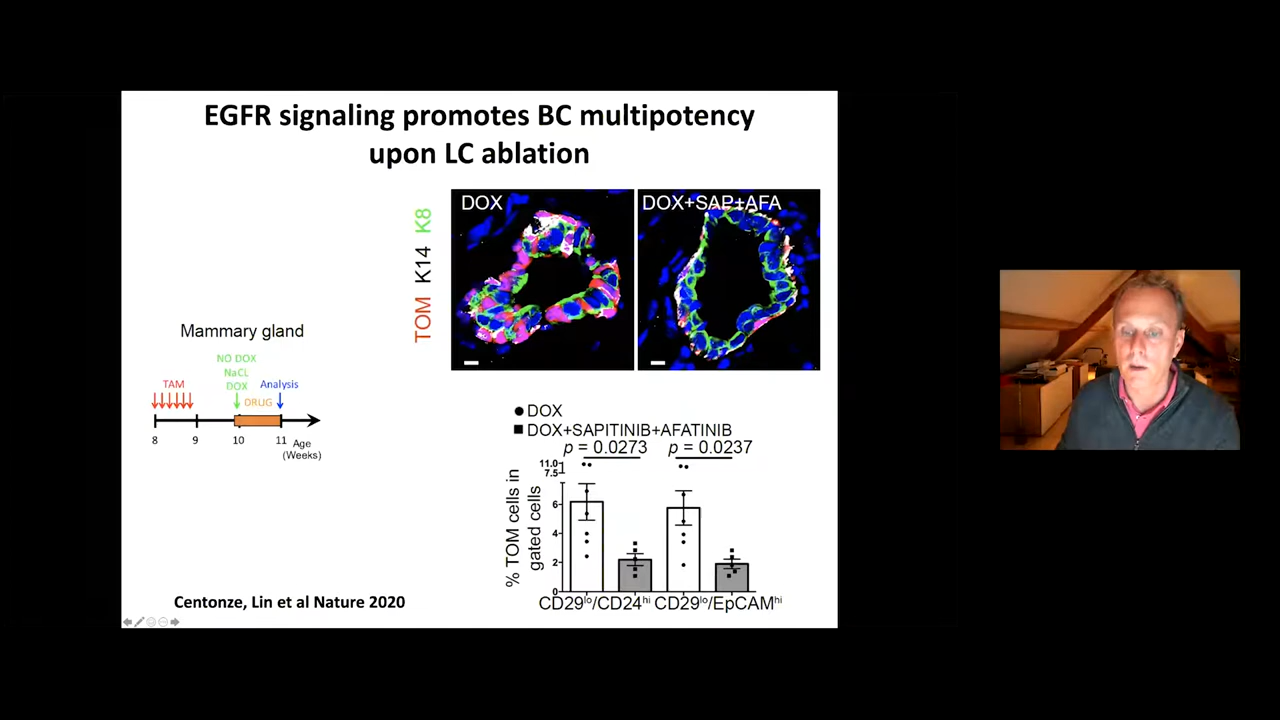 EGFR signaling promotes BC multipotency
upon LC ablation
DOX
DOX+SAP+AFA
TOM K14 K8
Mammary gland
NO DOX
NaCL
TAM
DOX
Analysis
DRUG
8
9
10
11
Age
(Weeks)
DOX
DOX+SAPITINIB+AFATINIB
p = 0.0273
p = 0.0237
% TOM cells in
gated cells
11.0
7.5
6
4
2
0
CD29lo/CD24hi
CD29lo/EpCAMhi
Centonze, Lin et al Nature 2020